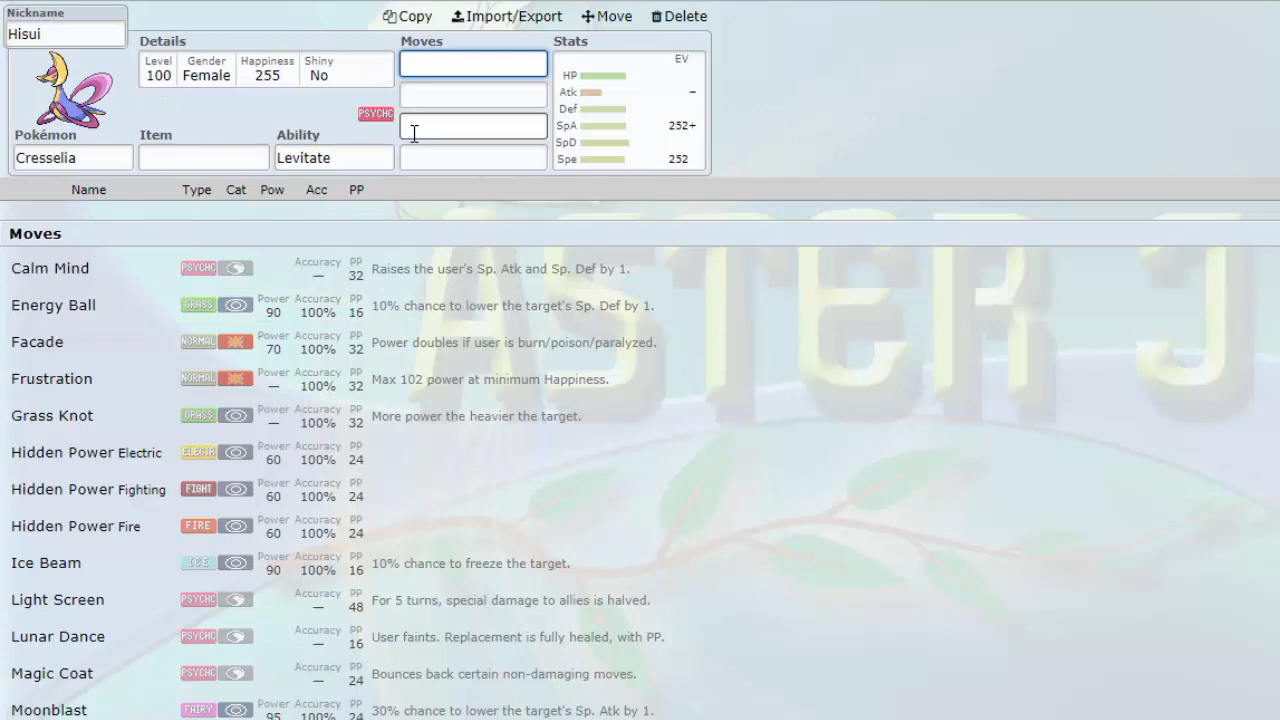 Nickname
Hisui
Copy Import/Export Move Delete
Details
Level Gender Happiness Shiny
100 Female 255 No
PSYCHC
Pokémon Item Ability
Cresselia Levitate
Moves
Stats
EV
HP
Atk –
Def
SpA 252+
SpD
Spe 252
Name Type Cat Pow Acc PP
Moves
Calm Mind PSYCHC Accuracy — PP 32 Raises the user's Sp. Atk and Sp. Def by 1.
Energy Ball GRASS Power 90 Accuracy 100% PP 16 10% chance to lower the target's Sp. Def by 1.
Facade NORMAL Power 70 Accuracy 100% PP 32 Power doubles if user is burn/poison/paralyzed.
Frustration NORMAL Power — Accuracy 100% PP 32 Max 102 power at minimum Happiness.
Grass Knot GRASS Power — Accuracy 100% PP 32 More power the heavier the target.
Hidden Power Electric ELECTR Power 60 Accuracy 100% PP 24
Hidden Power Fighting FIGHT Power 60 Accuracy 100% PP 24
Hidden Power Fire FIRE Power 60 Accuracy 100% PP 24
Ice Beam ICE Power 90 Accuracy 100% PP 16 10% chance to freeze the target.
Light Screen PSYCHC Accuracy — PP 48 For 5 turns, special damage to allies is halved.
Lunar Dance PSYCHC Accuracy — PP 16 User faints. Replacement is fully healed, with PP.
Magic Coat PSYCHC Accuracy — PP 24 Bounces back certain non-damaging moves.
Moonblast FAIRY Power 95 Accuracy 100% PP 24 30% chance to lower the target's Sp. Atk by 1.
ASTER J